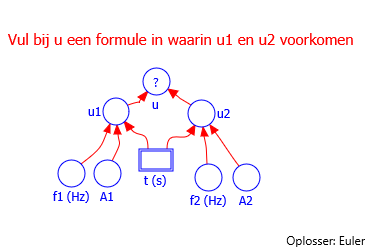 Vul bij u een formule in waarin u1 en u2 voorkomen
?
u
u1
u2
t (s)
f1 (Hz) A1
f2 (Hz) A2
Oplosser: Euler